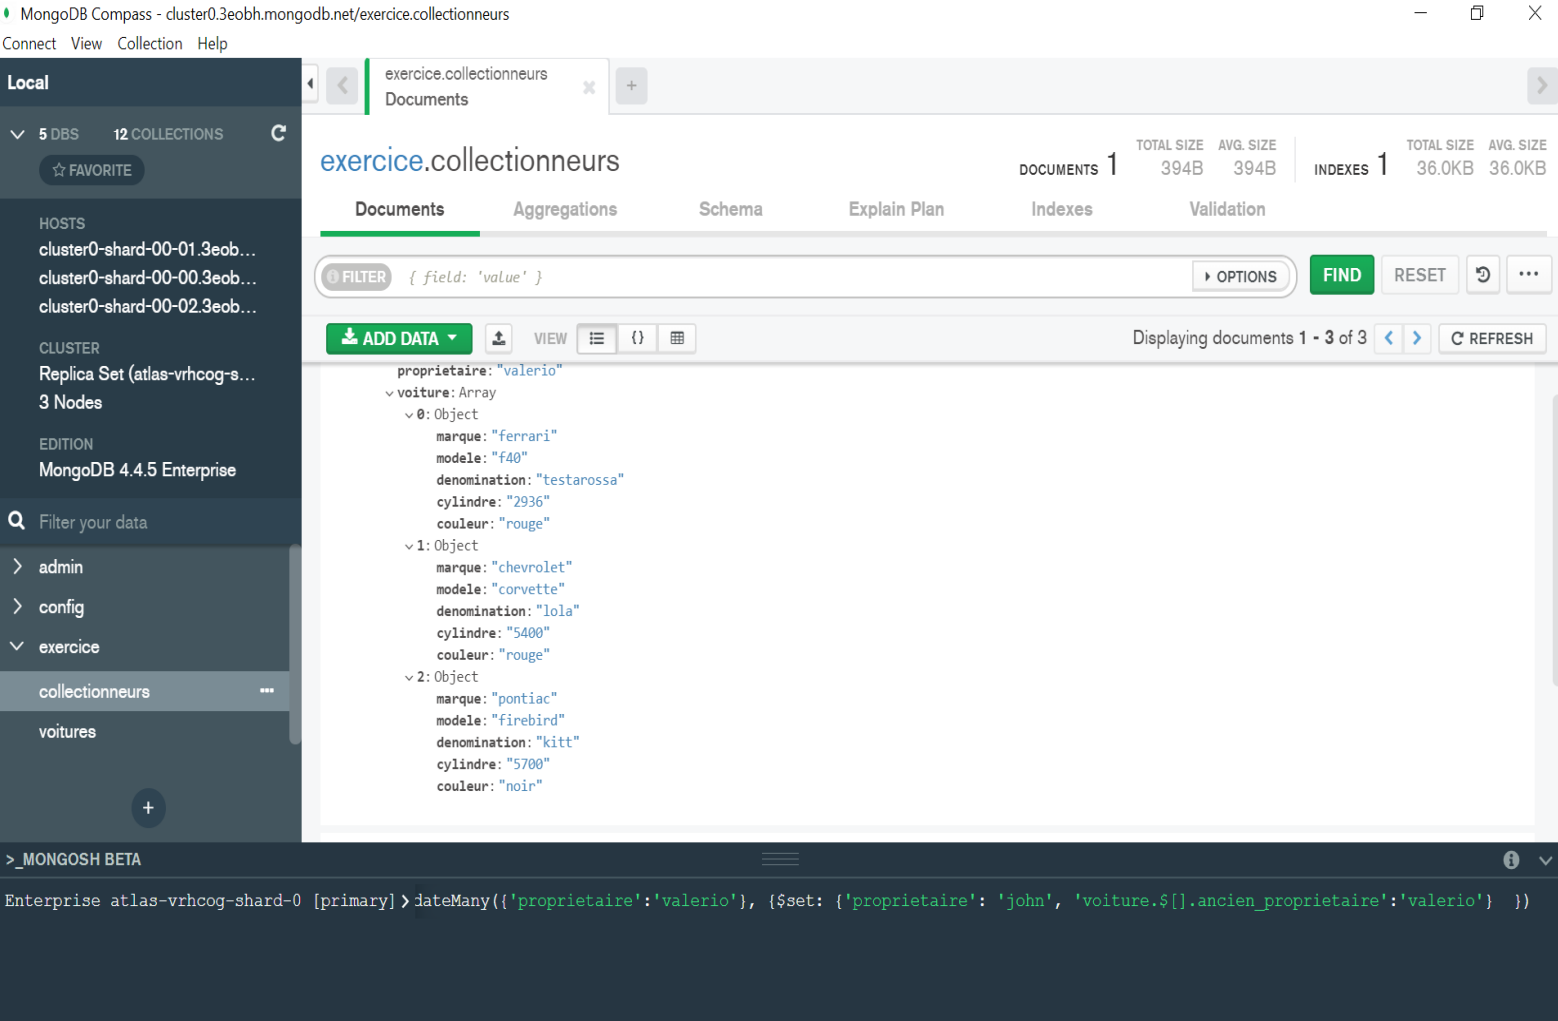 MongoDB Compass - cluster0.3eobh.mongodb.net/exercice.collectionneurs
Connect View Collection Help
Local
5 DBS 12 COLLECTIONS
FAVORITE
HOSTS
cluster0-shard-00-01.3eob...
cluster0-shard-00-00.3eob...
cluster0-shard-00-02.3eob...
CLUSTER
Replica Set (atlas-vrhcog-s...
3 Nodes
EDITION
MongoDB 4.4.5 Enterprise
Filter your data
admin
config
exercice
collectionneurs
voitures
exercice.collectionneurs
Documents
exercice.collectionneurs
DOCUMENTS 1 TOTAL SIZE 394B AVG. SIZE 394B INDEXES 1 TOTAL SIZE 36.0KB AVG. SIZE 36.0KB
Documents Aggregations Schema Explain Plan Indexes Validation
FILTER { field: 'value' } OPTIONS FIND RESET
ADD DATA VIEW {} Displaying documents 1 - 3 of 3 REFRESH
proprietaire: "valerio"
voiture: Array
0: Object
marque: "ferrari"
modele: "f40"
denomination: "testarossa"
cylindre: "2936"
couleur: "rouge"
1: Object
marque: "chevrolet"
modele: "corvette"
denomination: "lola"
cylindre: "5400"
couleur: "rouge"
2: Object
marque: "pontiac"
modele: "firebird"
denomination: "kitt"
cylindre: "5700"
couleur: "noir"
>_MONGOSH BETA
Enterprise atlas-vrhcog-shard-0 [primary]❯dateMany({'proprietaire':'valerio'}, {$set: {'proprietaire': 'john', 'voiture.$[].ancien_proprietaire':'valerio'}  })